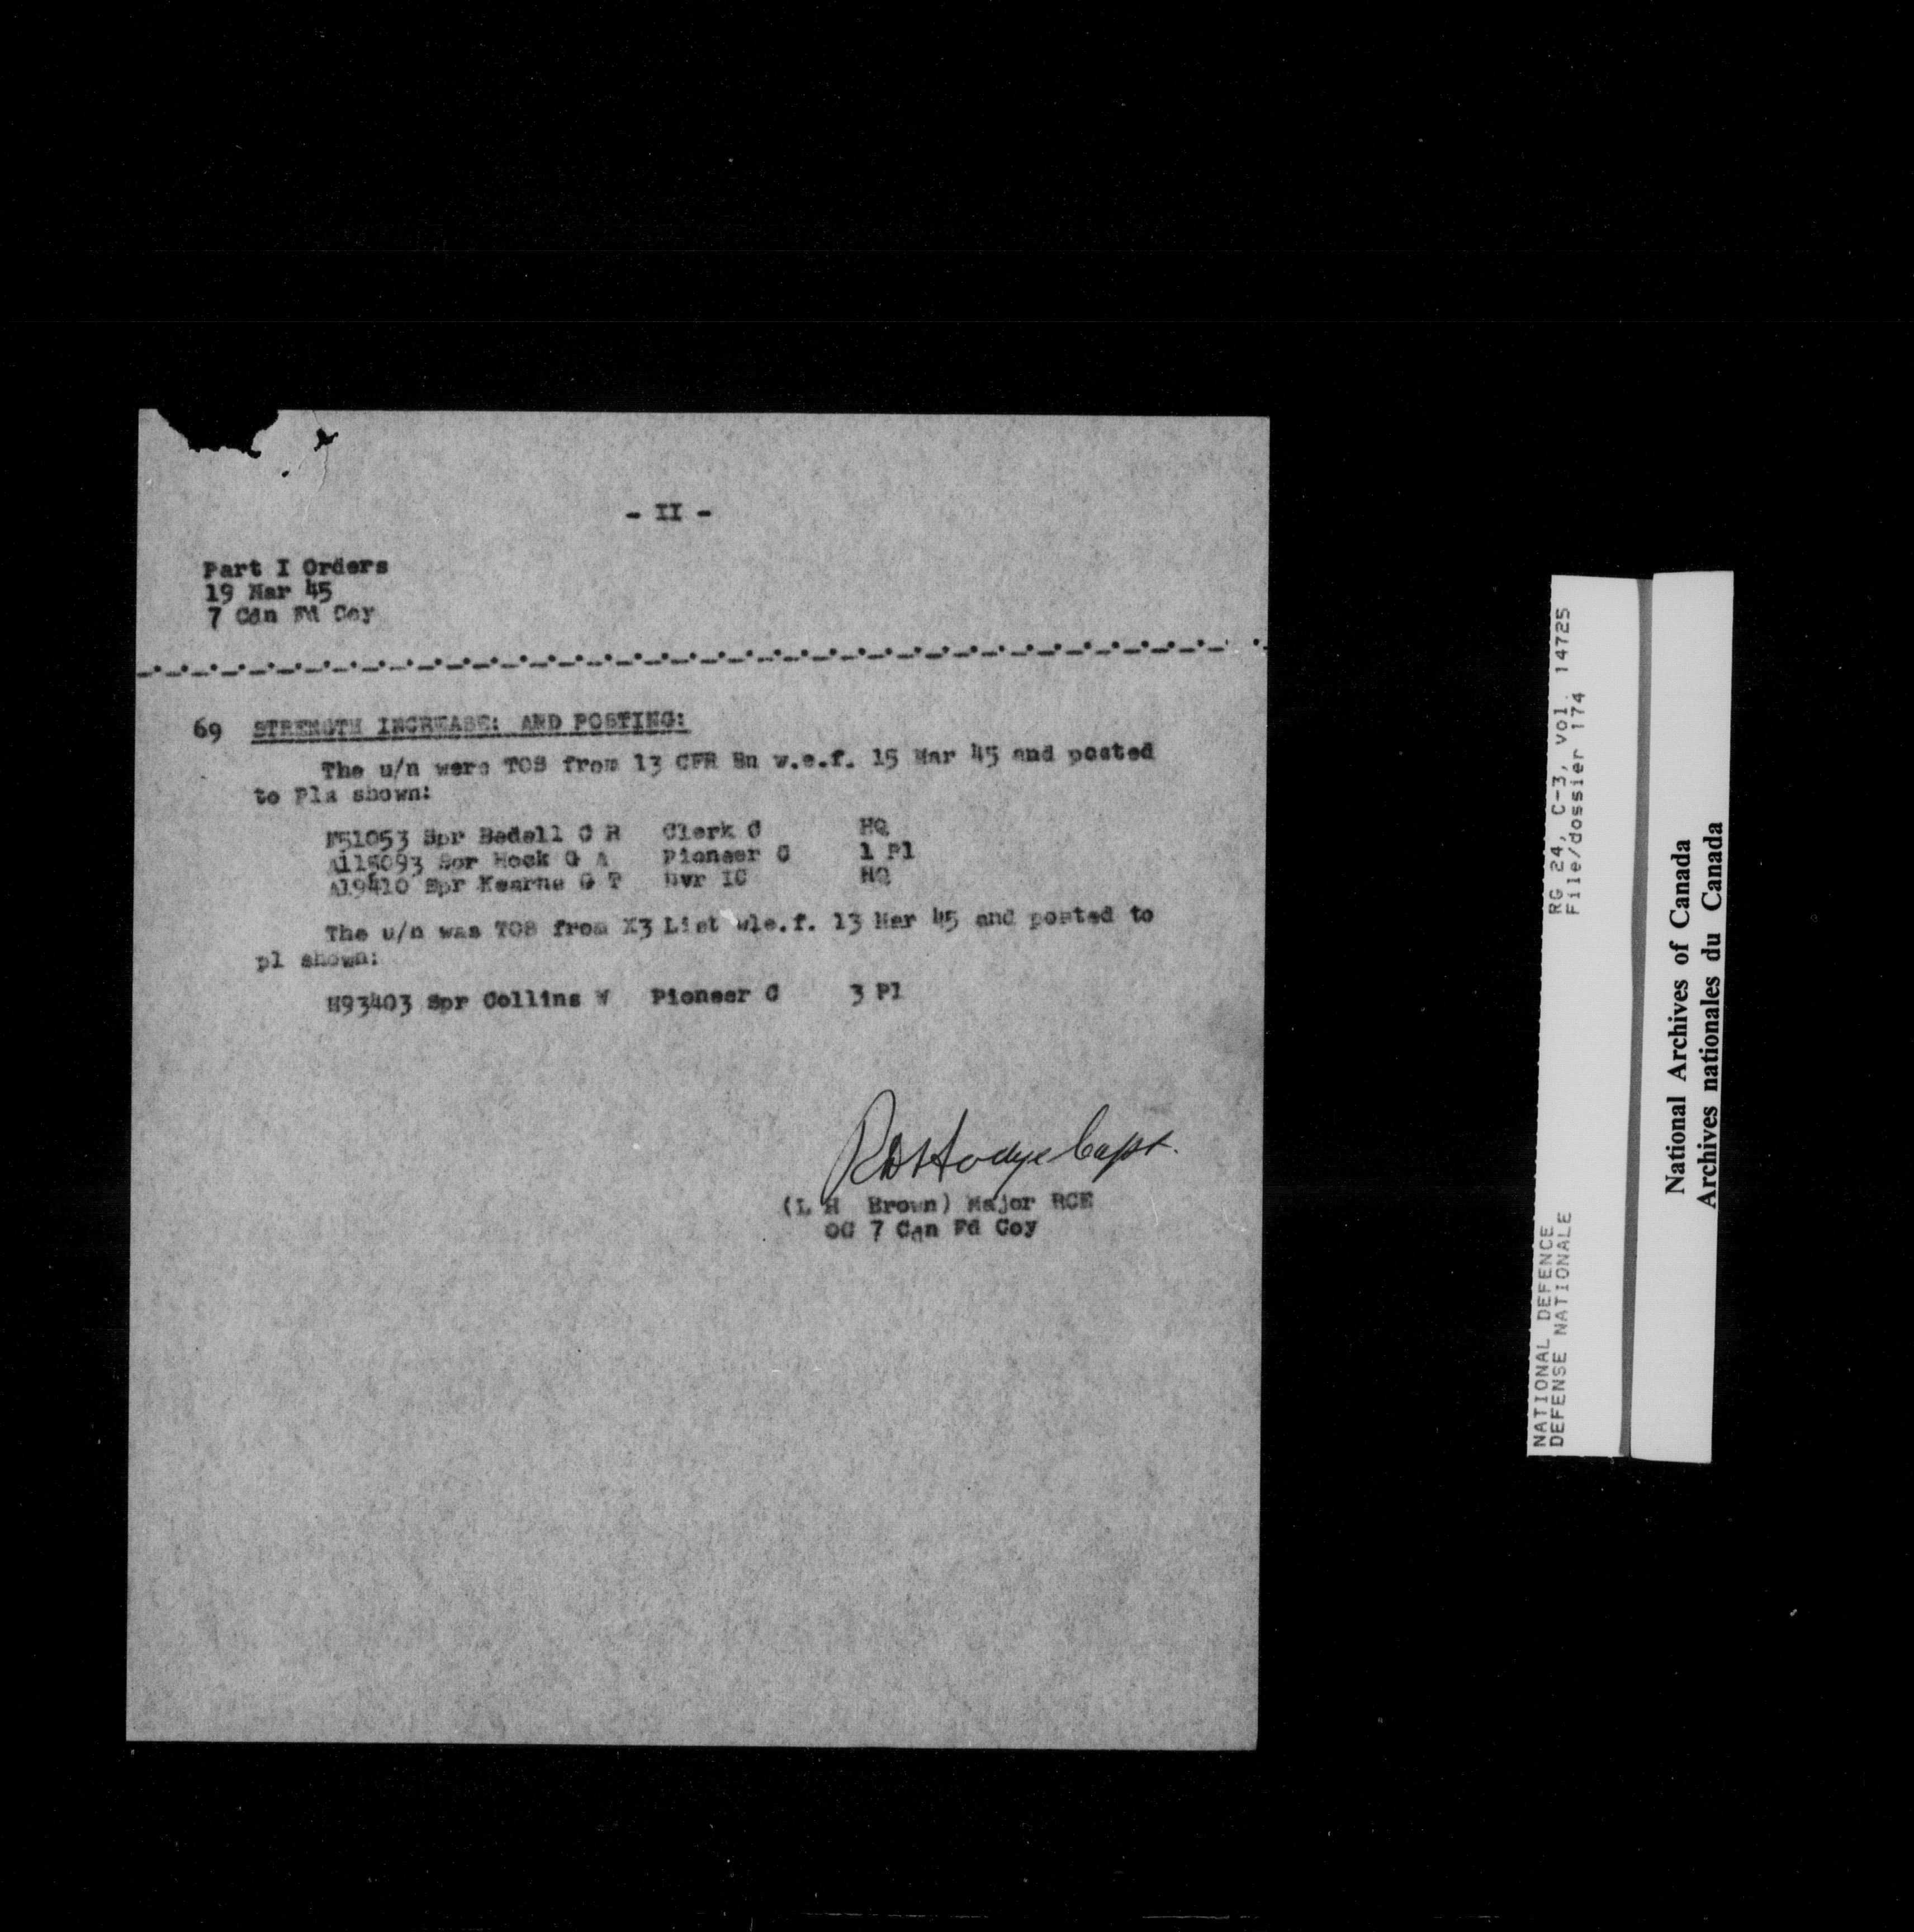 - II -
Part I Orders
19 Mar 45
7 Cdn Fd Coy
69 STRENGTH INCREASE: AND POSTING:
The u/n were TOS from 13 CFR Bn w.e.f. 15 Mar 45 and posted
to Pls shown:
F51053 Spr Bedell C R Clerk C HQ
A115093 Spr Hock G A Pioneer C 1 Pl
A19410 Spr Kearns G T Dvr IC HQ
The u/n was TOS from X3 List wle.f. 13 Mar 45 and posted to
pl shown:
H93403 Spr Collins W Pioneer C 3 Pl
Capt.
(L H Brown) Major RCE
OC 7 Cdn Fd Coy
RG 24, C-3, vol. 14725
File/dossier 174
NATIONAL DEFENCE
DEFENSE NATIONALE
National Archives of Canada
Archives nationales du Canada